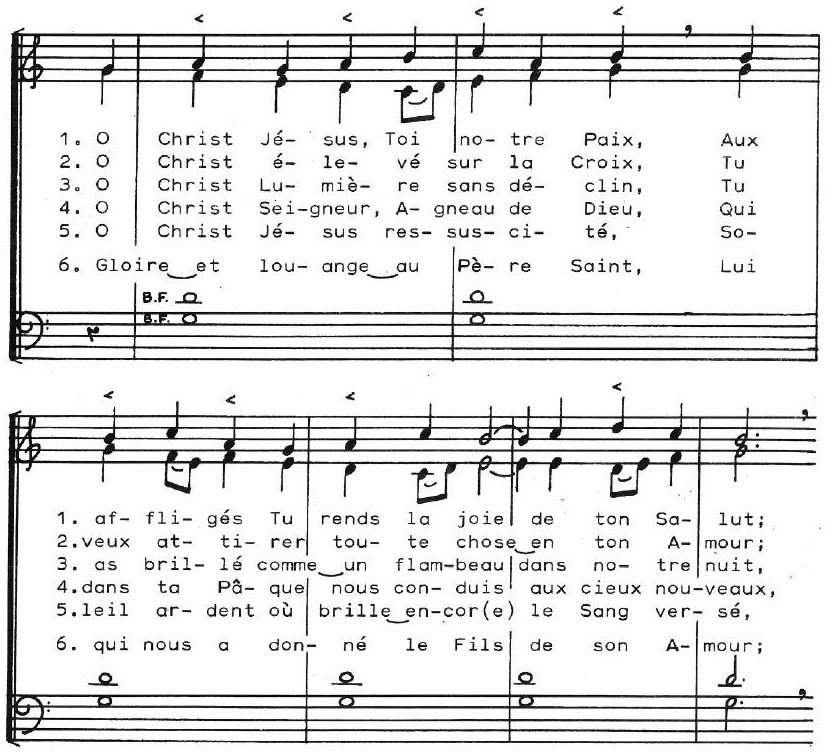 1. O Christ Jé- sus, Toi no- tre Paix, Aux
2. O Christ é- le- vé sur la Croix, Tu
3. O Christ Lu- miè- re sans dé- clin, Tu
4. O Christ Sei-gneur, A- gneau de Dieu, Qui
5. O Christ Jé- sus res- sus- ci- té, So-
6. Gloire et lou- ange au Pè- re Saint, Lui
B.F.
B.F.
1. af- fli- gés Tu rends la joie de ton Sa- lut;
2.veux at- ti- rer tou- te chose en ton A- mour;
3. as bril- lé comme un flam-beau dans no- tre nuit,
4.dans ta Pâ- que nous con- duis aux cieux nou-veaux,
5.leil ar- dent où brille en-cor(e) le Sang ver- sé,
6. qui nous a don- né le Fils de son A- mour;